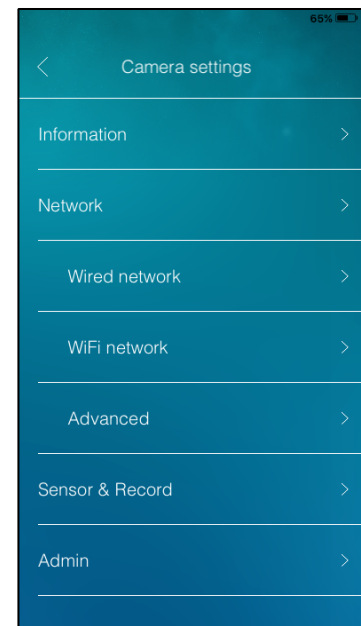 65%
Camera settings
Information
Network
Wired network
WiFi network
Advanced
Sensor & Record
Admin